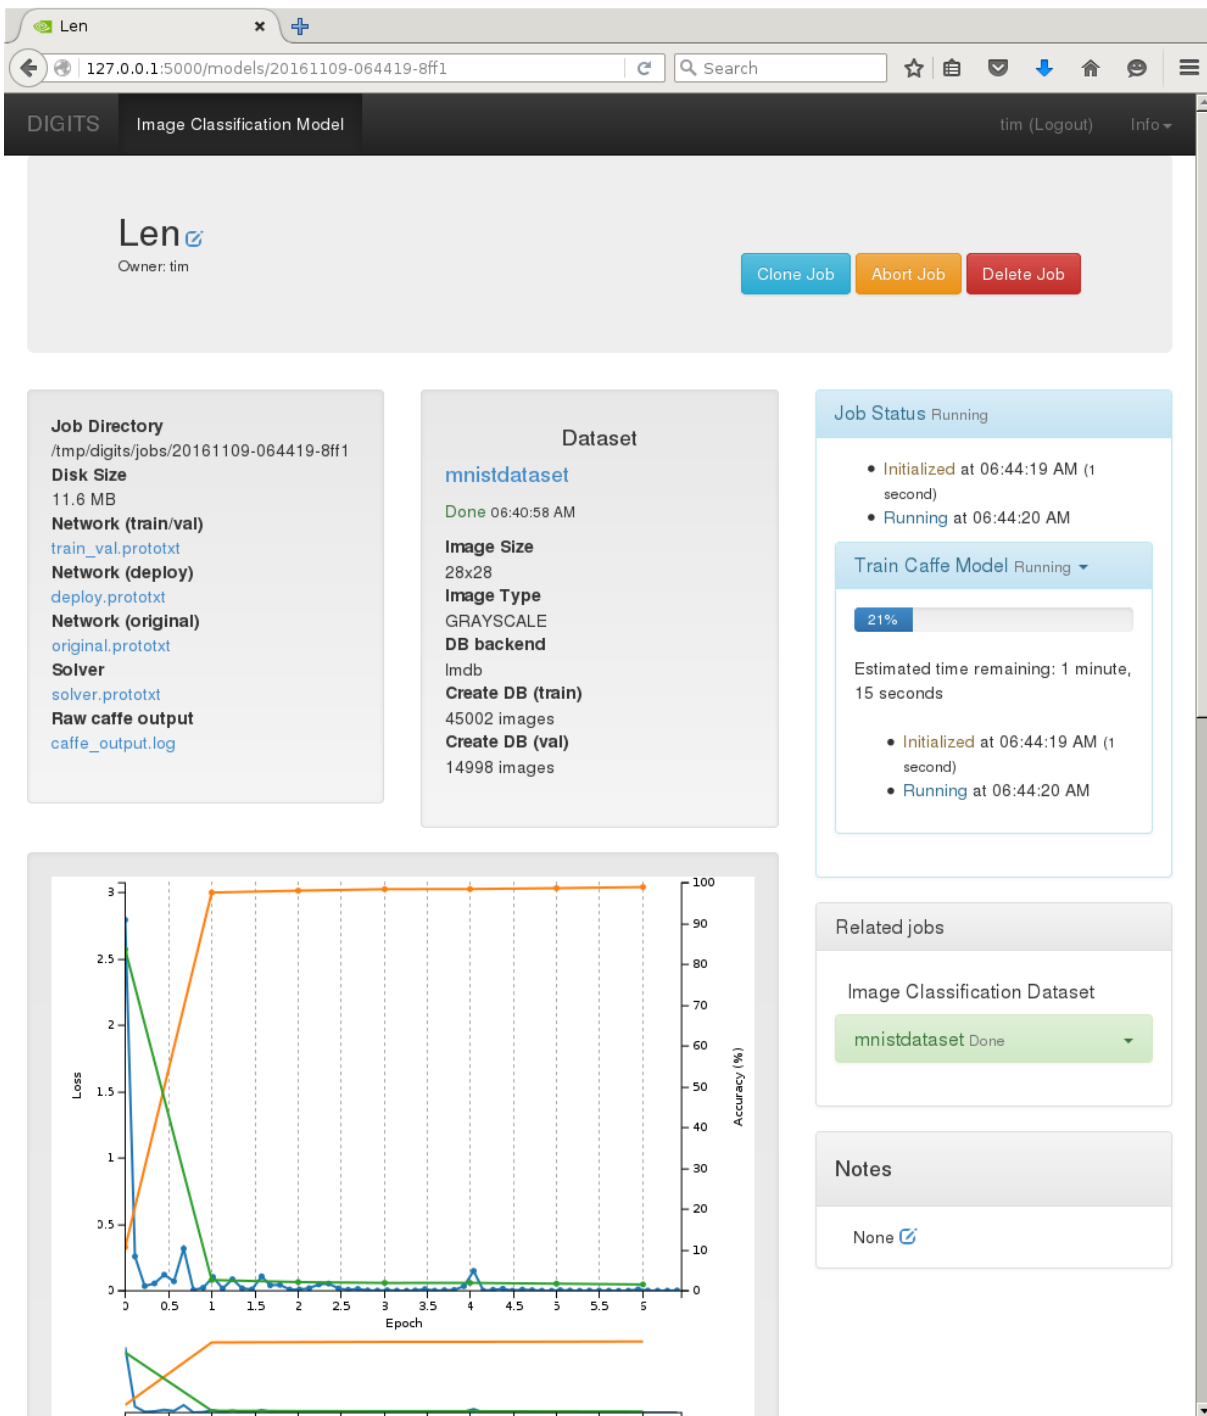 Len
127.0.0.1:5000/models/20161109-064419-8ff1
Search
DIGITS
Image Classification Model
tim (Logout)
Info
Len
Owner: tim
Clone Job
Abort Job
Delete Job
Job Directory
/tmp/digits/jobs/20161109-064419-8ff1
Disk Size
11.6 MB
Network (train/val)
train_val.prototxt
Network (deploy)
deploy.prototxt
Network (original)
original.prototxt
Solver
solver.prototxt
Raw caffe output
caffe_output.log
Dataset
mnistdataset
Done 06:40:58 AM
Image Size
28x28
Image Type
GRAYSCALE
DB backend
lmdb
Create DB (train)
45002 images
Create DB (val)
14998 images
Job Status Running
Initialized at 06:44:19 AM (1
second)
Running at 06:44:20 AM
Train Caffe Model Running
21%
Estimated time remaining: 1 minute,
15 seconds
Initialized at 06:44:19 AM (1
second)
Running at 06:44:20 AM
Related jobs
Image Classification Dataset
mnistdataset Done
Notes
None
3
2.5
2
1.5
1
0.5
0
Loss
0
0.5
1
1.5
2
2.5
3
3.5
4
4.5
5
5.5
6
Epoch
100
90
80
70
60
50
40
30
20
10
0
Accuracy (%)